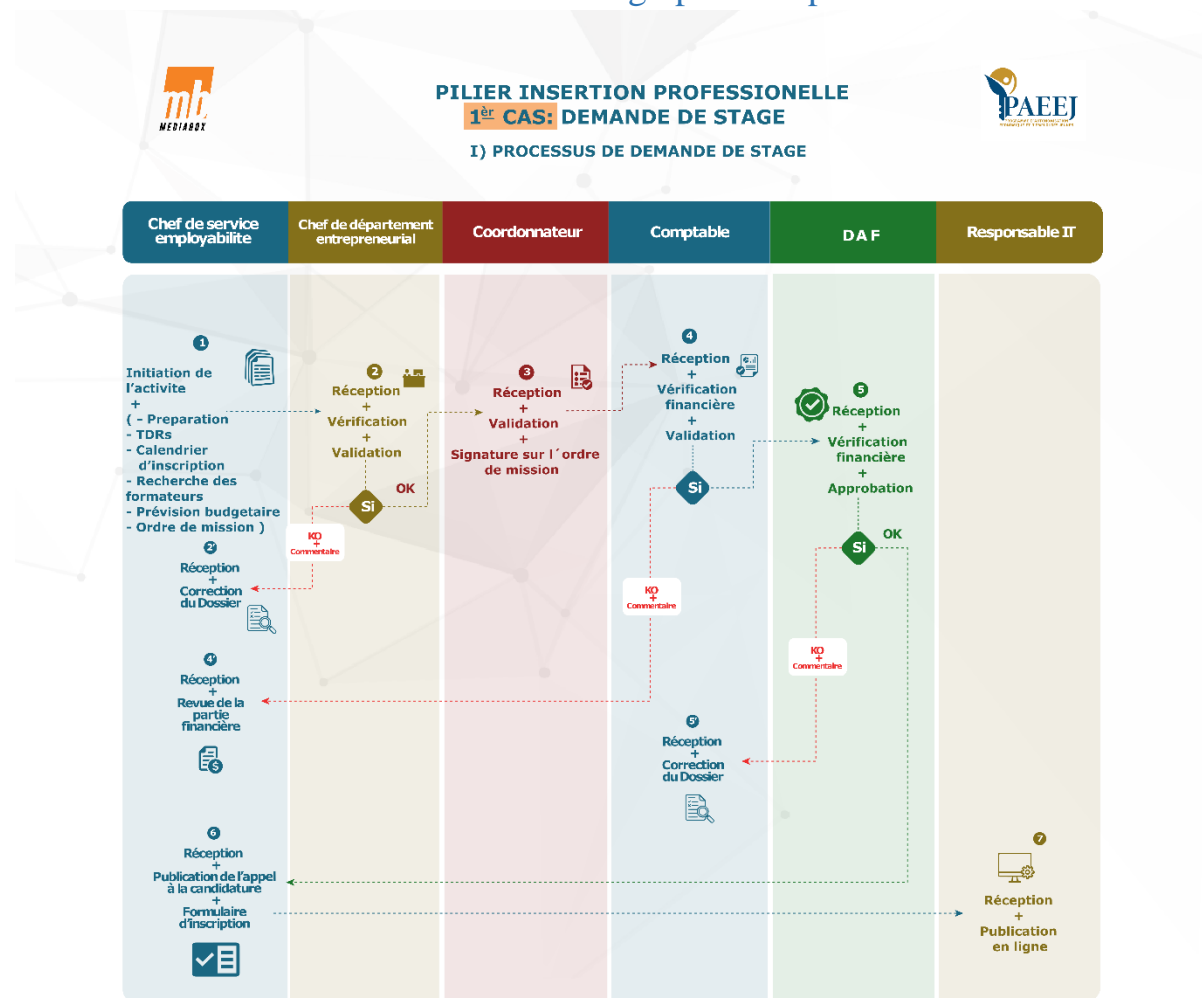 mb
MEDIABOX
PILIER INSERTION PROFESSIONELLE
1èr CAS: DEMANDE DE STAGE
I) PROCESSUS DE DEMANDE DE STAGE
PAEEJ
Chef de service
employabilite
Chef de département
entrepreneurial
Coordonnateur
Comptable
DAF
Responsable IT
1
Initiation de
l'activite
+
( - Preparation
- TDRs
- Calendrier
d'inscription
- Recherche des
formateurs
- Prévision budgetaire
- Ordre de mission )
2
Réception
+
Vérification
+
Validation
Si
OK
KO
+
Commentaire
3
Réception
+
Validation
+
Signature sur l´ordre
de mission
4
Réception
+
Vérification
financière
+
Validation
Si
KO
+
Commentaire
5
Réception
+
Vérification
financière
+
Approbation
Si
OK
KO
+
Commentaire
2'
Réception
+
Correction
du Dossier
4'
Réception
+
Revue de la
partie
financière
5'
Réception
+
Correction
du Dossier
6
Réception
+
Publication de l'appel
à la candidature
+
Formulaire
d'inscription
7
Réception
+
Publication
en ligne